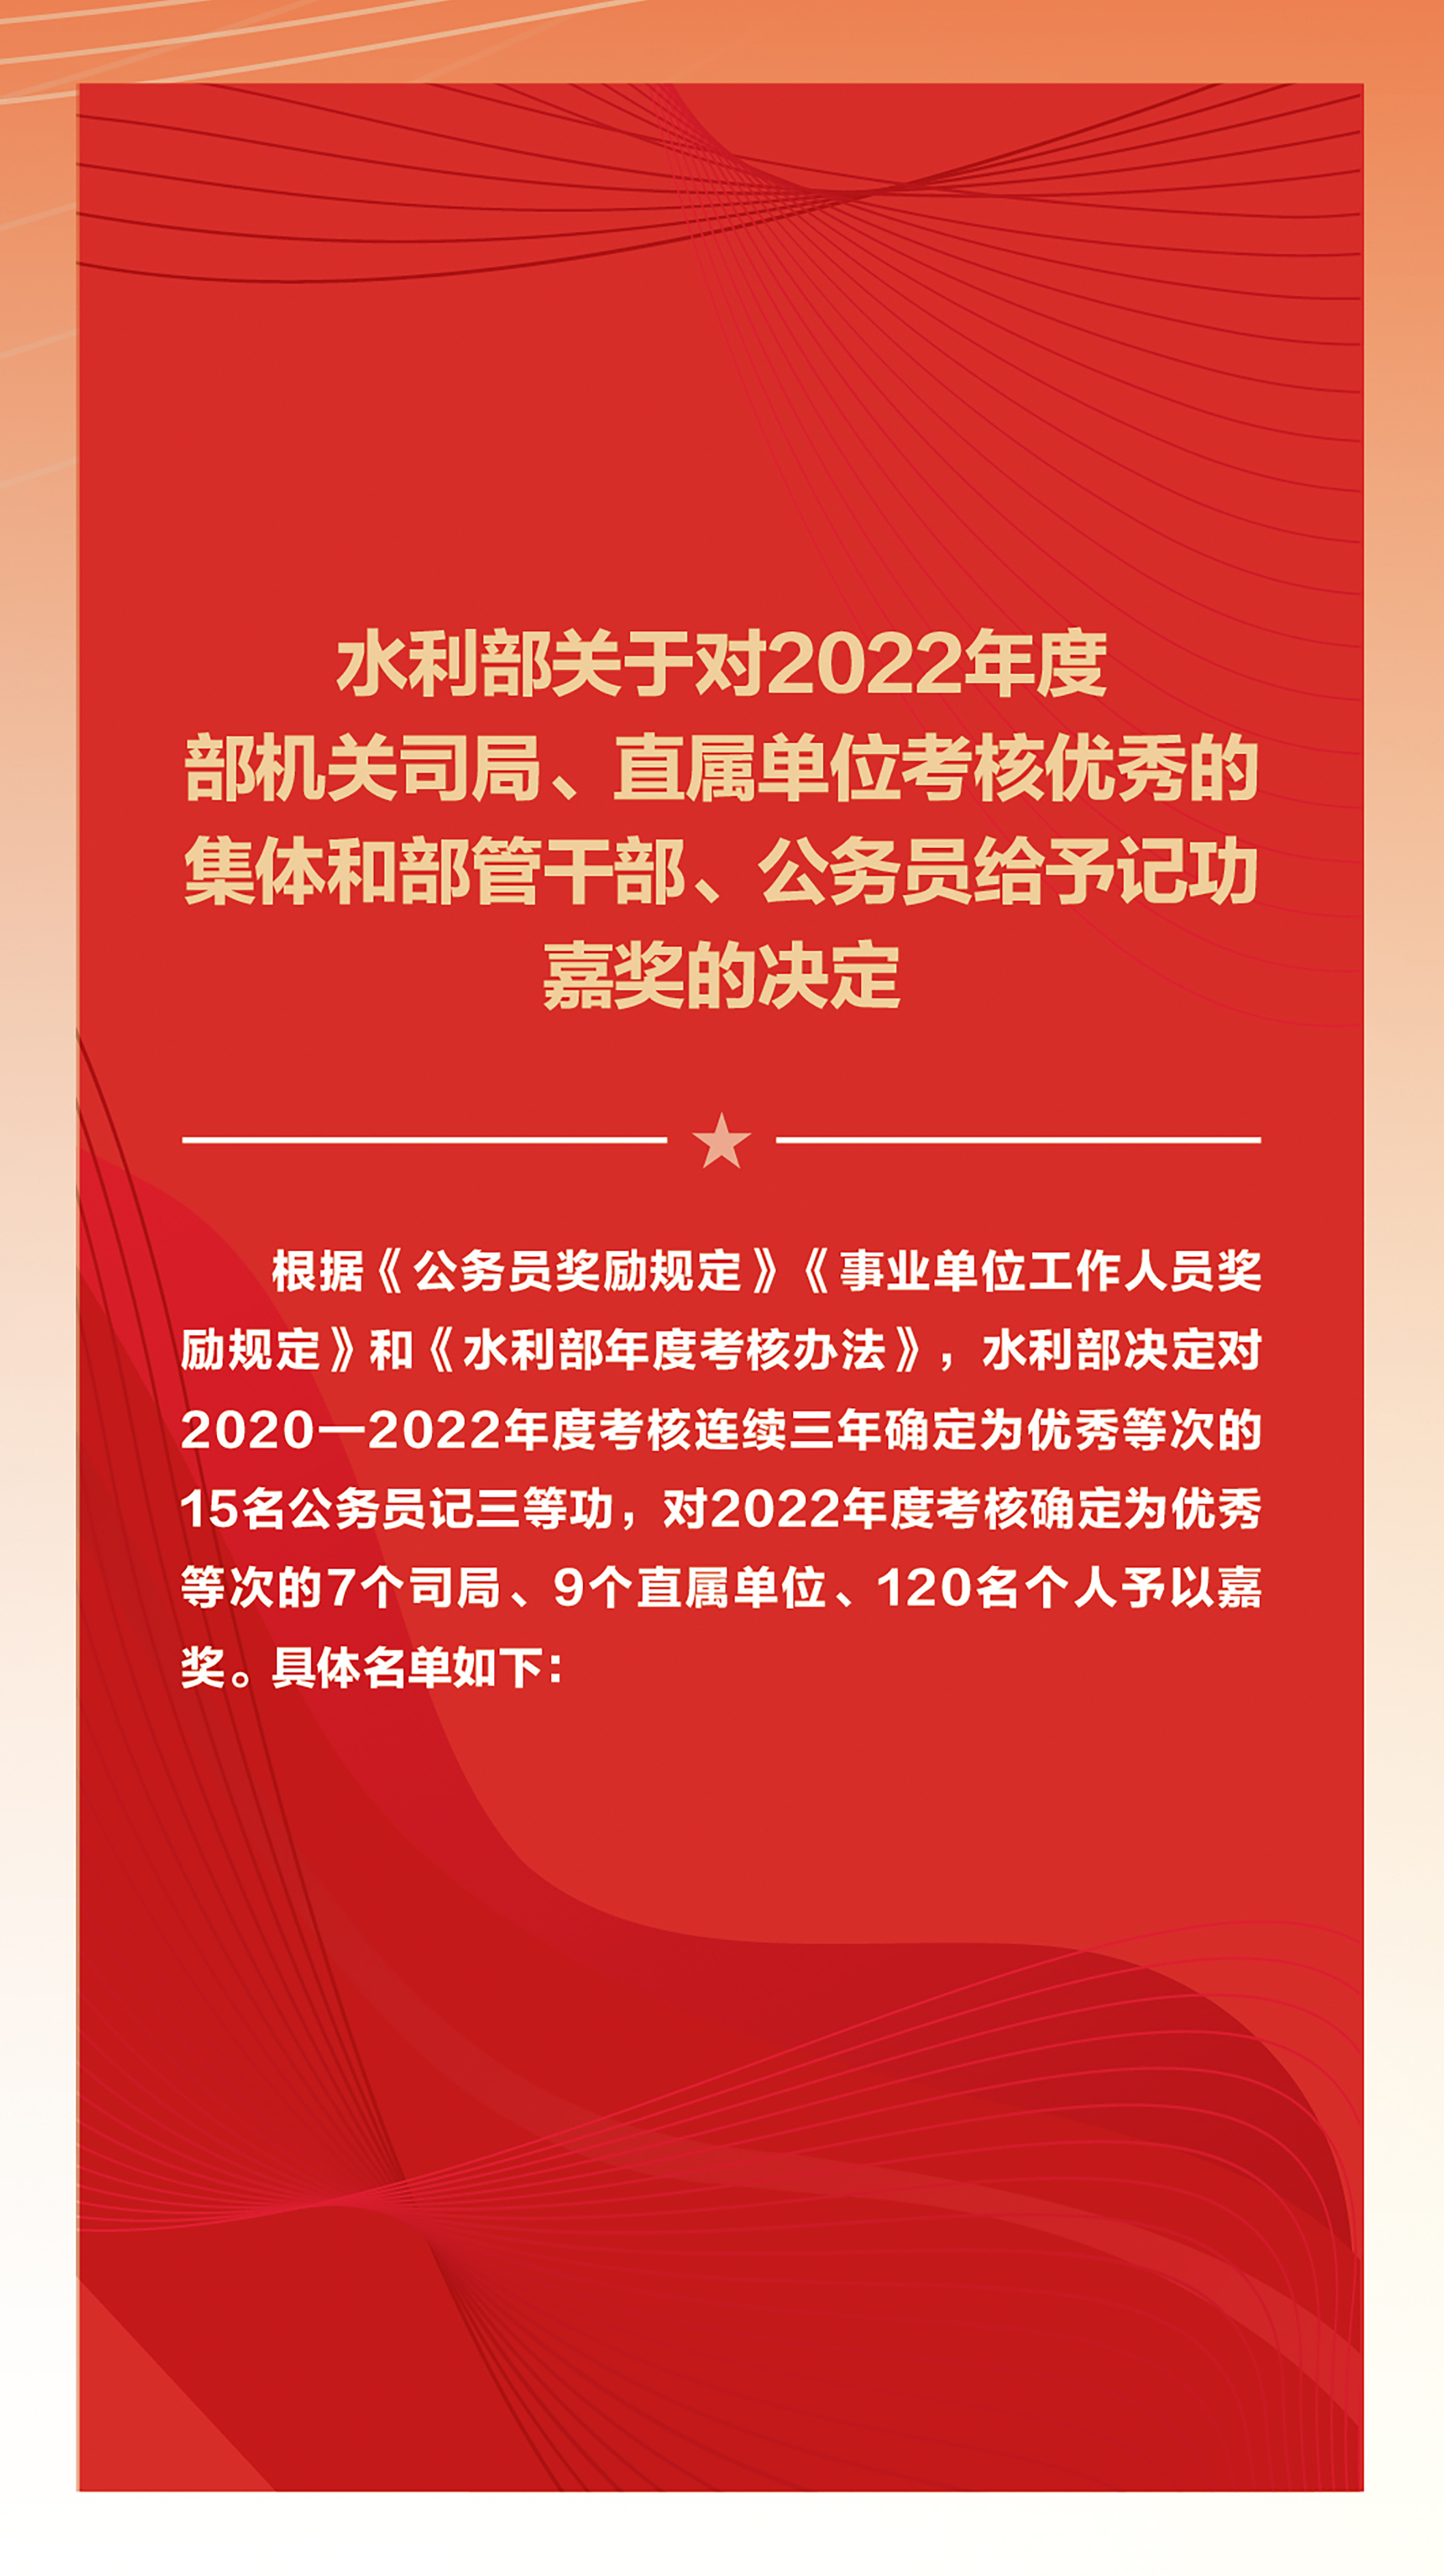 水利部关于对2022年度
部机关司局、直属单位考核优秀的
集体和部管干部、公务员给予记功
嘉奖的决定
根据《公务员奖励规定》《事业单位工作人员奖
励规定》和《水利部年度考核办法》，水利部决定对
2020—2022年度考核连续三年确定为优秀等次的
15名公务员记三等功，对2022年度考核确定为优秀
等次的7个司局、9个直属单位、120名个人予以嘉
奖。具体名单如下：